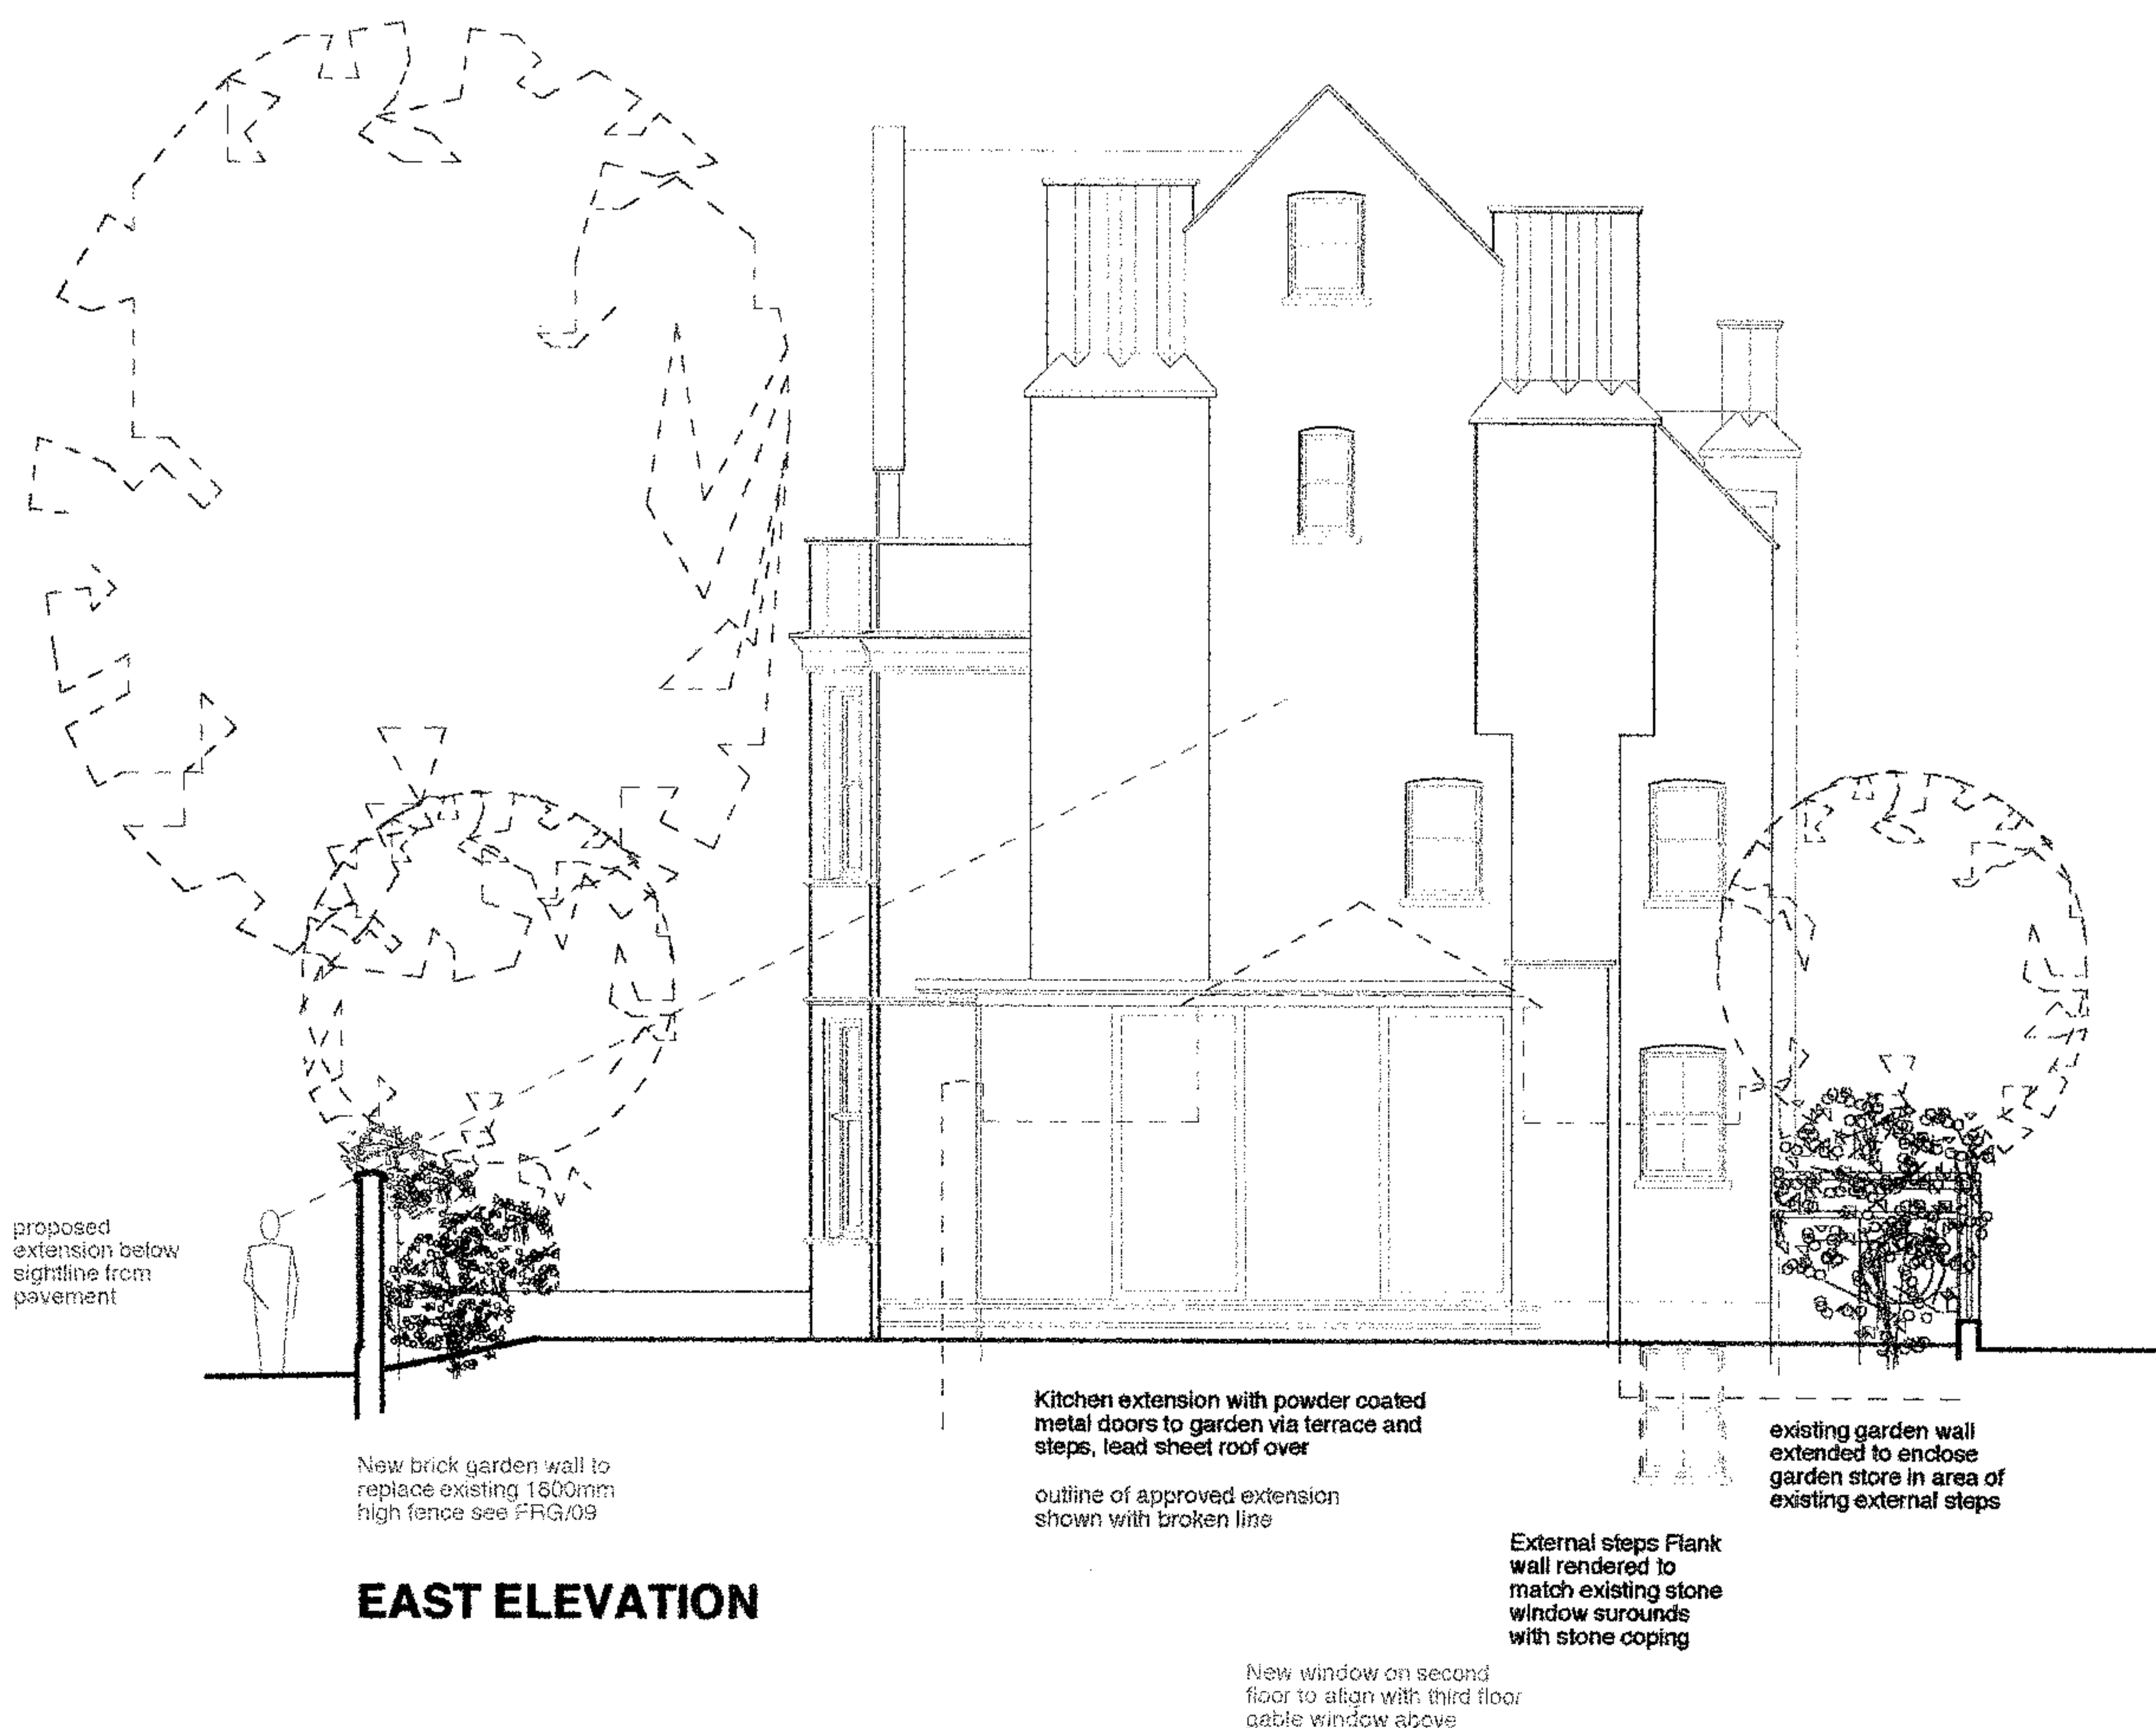 proposed
extension below
sightline from
pavement
New brick garden wall to
replace existing 1800mm
high fence see FRG/09
EAST ELEVATION
Kitchen extension with powder coated
metal doors to garden via terrace and
steps, lead sheet roof over
outline of approved extension
shown with broken line
existing garden wall
extended to enclose
garden store in area of
existing external steps
External steps Flank
wall rendered to
match existing stone
window surounds
with stone coping
New window on second
floor to align with third floor
gable window above